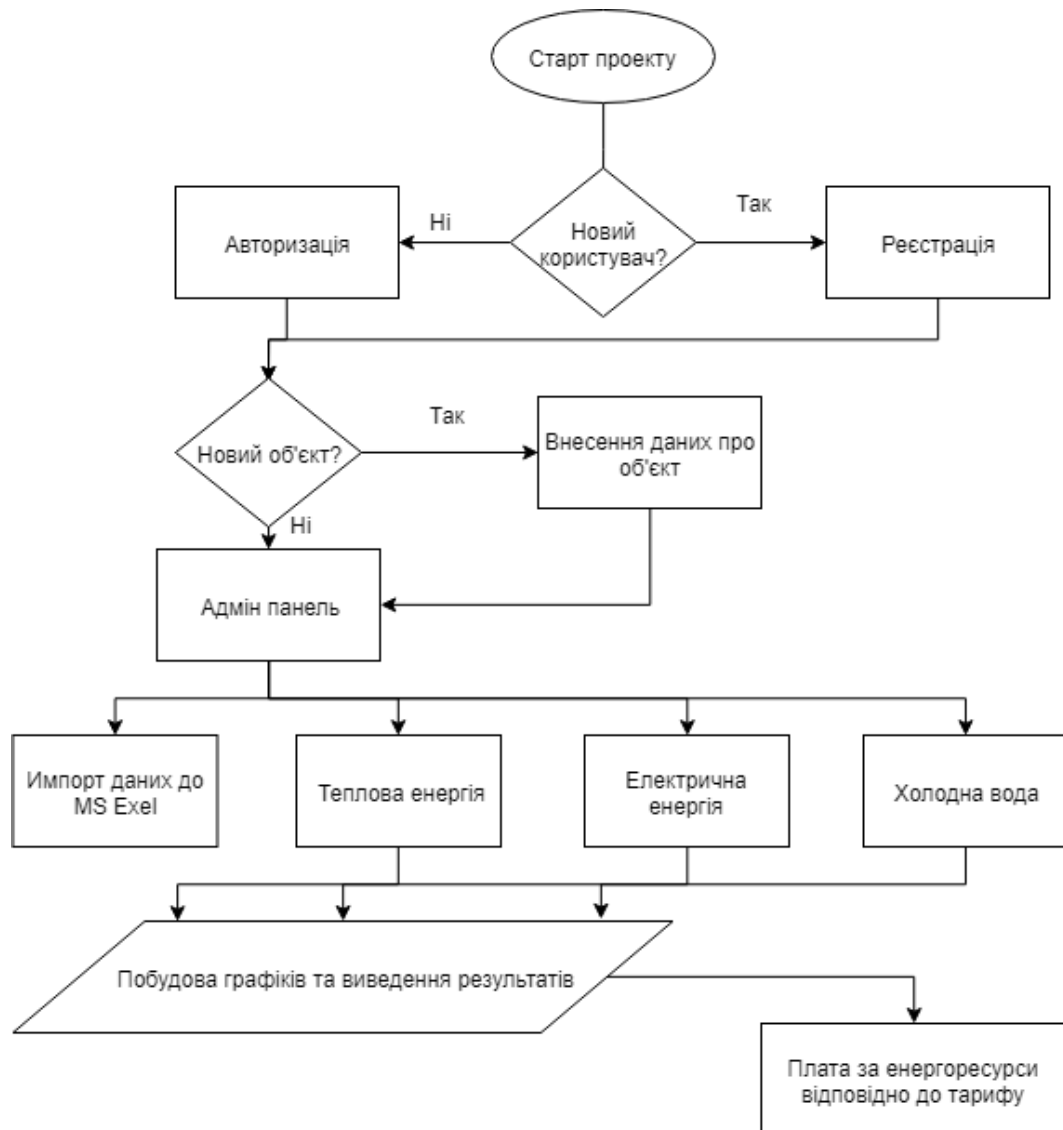 Старт проекту
Ні
Так
Авторизація
Новий
користувач?
Реєстрація
Так
Новий об'єкт?
Внесення даних про
об'єкт
Ні
Адмін панель
Импорт даних до
MS Exel
Теплова енергія
Електрична
енергія
Холодна вода
Побудова графіків та виведення результатів
Плата за енергоресурси
відповідно до тарифу